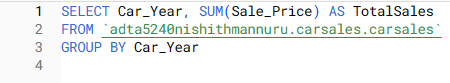 1 SELECT Car_Year, SUM(Sale_Price) AS TotalSales
2 FROM `adta5240nishithmannuru.carsales.carsales`
3 GROUP BY Car_Year
4